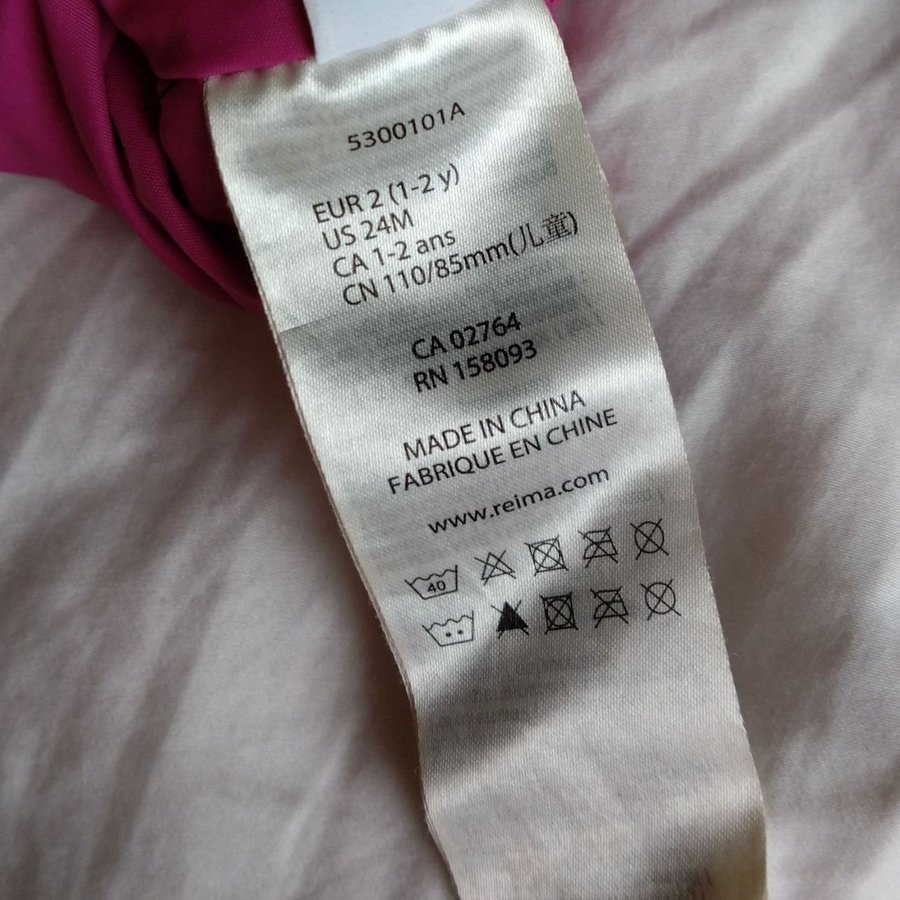 5300101A
EUR 2 (1-2 y)
US 24M
CA 1-2 ans
CN 110/85mm(儿童)
CA 02764
RN 158093
MADE IN CHINA
FABRIQUE EN CHINE
www.reima.com
40